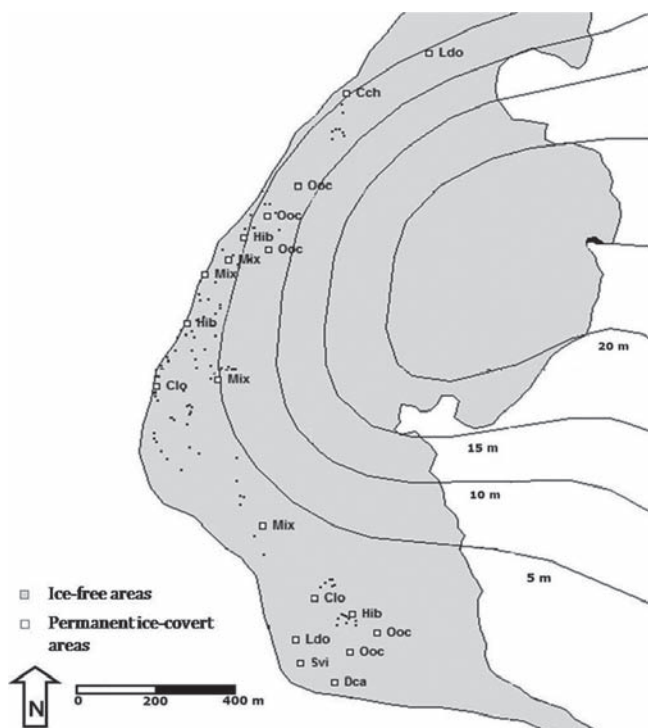 Ldo
Cch
Ooc
Ooc
Hib
Ooc
Mix
Mix
Hib
20 m
Mix
Clo
15 m
10 m
Mix
5 m
Ice-free areas
Clo
Permanent ice-covert
areas
Hib
Ooc
Ldo
Ooc
Svi
Dca
N
0 200 400 m